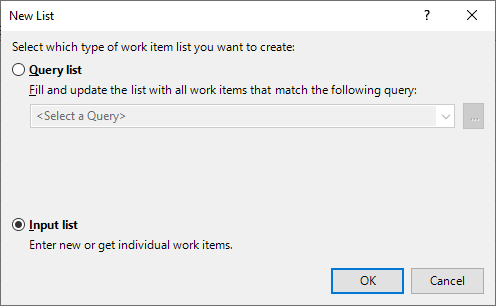 New List
?
Select which type of work item list you want to create:
Query list
Fill and update the list with all work items that match the following query:
<Select a Query>
...
Input list
Enter new or get individual work items.
OK
Cancel